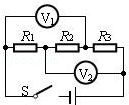 V₁
R₁ R₂ R₃
V₂
S